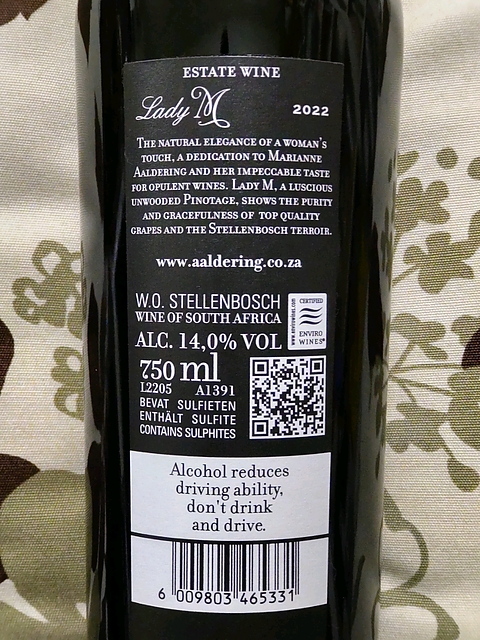 ESTATE WINE
Lady M 2022
THE NATURAL ELEGANCE OF A WOMAN'S
TOUCH, A DEDICATION TO MARIANNE
AALDERING AND HER IMPECCABLE TASTE
FOR OPULENT WINES. LADY M, A LUSCIOUS
UNWOODED PINOTAGE, SHOWS THE PURITY
AND GRACEFULNESS OF TOP QUALITY
GRAPES AND THE STELLENBOSCH TERROIR.
www.aaldering.co.za
W.O. STELLENBOSCH
WINE OF SOUTH AFRICA
ALC. 14,0% VOL
CERTIFIED
ENVIRO
WINES
www.envirowines.com
750 ml
L2205 A1391
BEVAT SULFIETEN
ENTHÄLT SULFITE
CONTAINS SULPHITES
Alcohol reduces
driving ability,
don't drink
and drive.
6 009803 465331